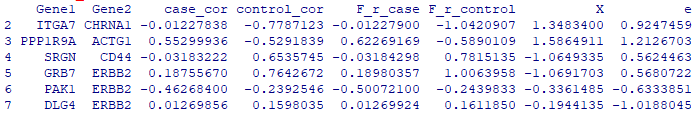 Gene1 Gene2 case_cor control_cor F_r_case F_r_control X e
2 ITGA7 CHRNA1 -0.01227838 -0.7787123 -0.01227900 -1.0420907 1.3483400 0.9247459
3 PPP1R9A ACTG1 0.55299936 -0.5291839 0.62269165 -0.5890109 1.5864911 1.2126703
4 SRGN CD44 -0.03183222 0.6535745 -0.03184298 0.7815135 -1.0649335 0.5624463
5 GRB7 ERBB2 0.18755670 0.7642672 0.18980357 1.0063958 -1.0691703 0.5680722
6 PAK1 ERBB2 -0.46268400 -0.2392546 -0.50072100 -0.2439833 -0.3361485 -0.6333851
7 DLG4 ERBB2 0.01269856 0.1598035 0.01269924 0.1611850 -0.1944135 -1.0188045